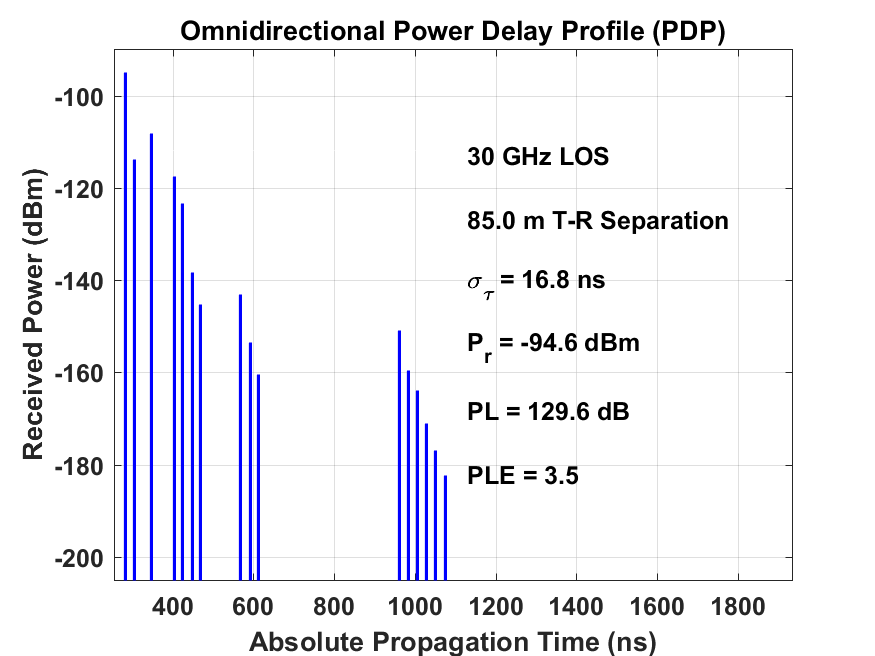 Omnidirectional Power Delay Profile (PDP)
Received Power (dBm)
-100
-120
-140
-160
-180
-200
30 GHz LOS
85.0 m T-R Separation
σ_τ = 16.8 ns
P_r = -94.6 dBm
PL = 129.6 dB
PLE = 3.5
400 600 800 1000 1200 1400 1600 1800
Absolute Propagation Time (ns)